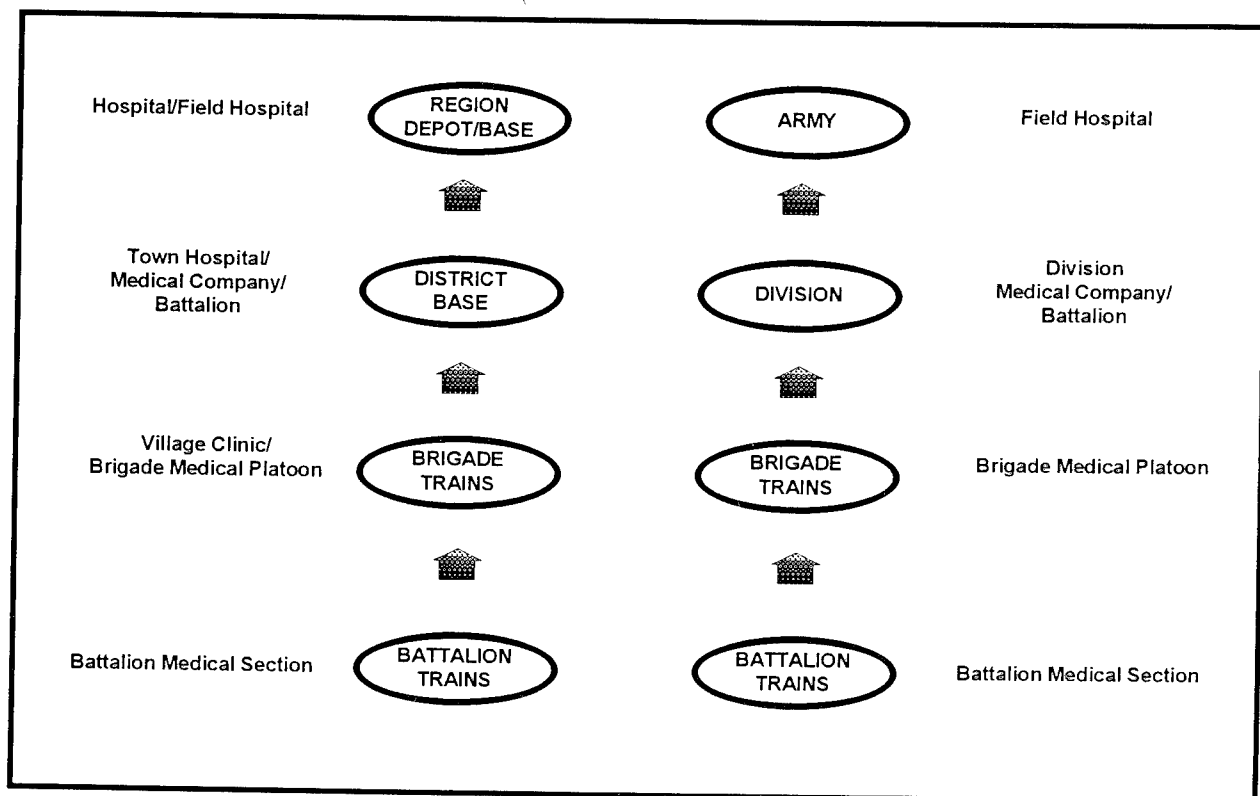 Hospital/Field Hospital
REGION
DEPOT/BASE
ARMY
Field Hospital
Town Hospital/
Medical Company/
Battalion
DISTRICT
BASE
DIVISION
Division
Medical Company/
Battalion
Village Clinic/
Brigade Medical Platoon
BRIGADE
TRAINS
BRIGADE
TRAINS
Brigade Medical Platoon
Battalion Medical Section
BATTALION
TRAINS
BATTALION
TRAINS
Battalion Medical Section